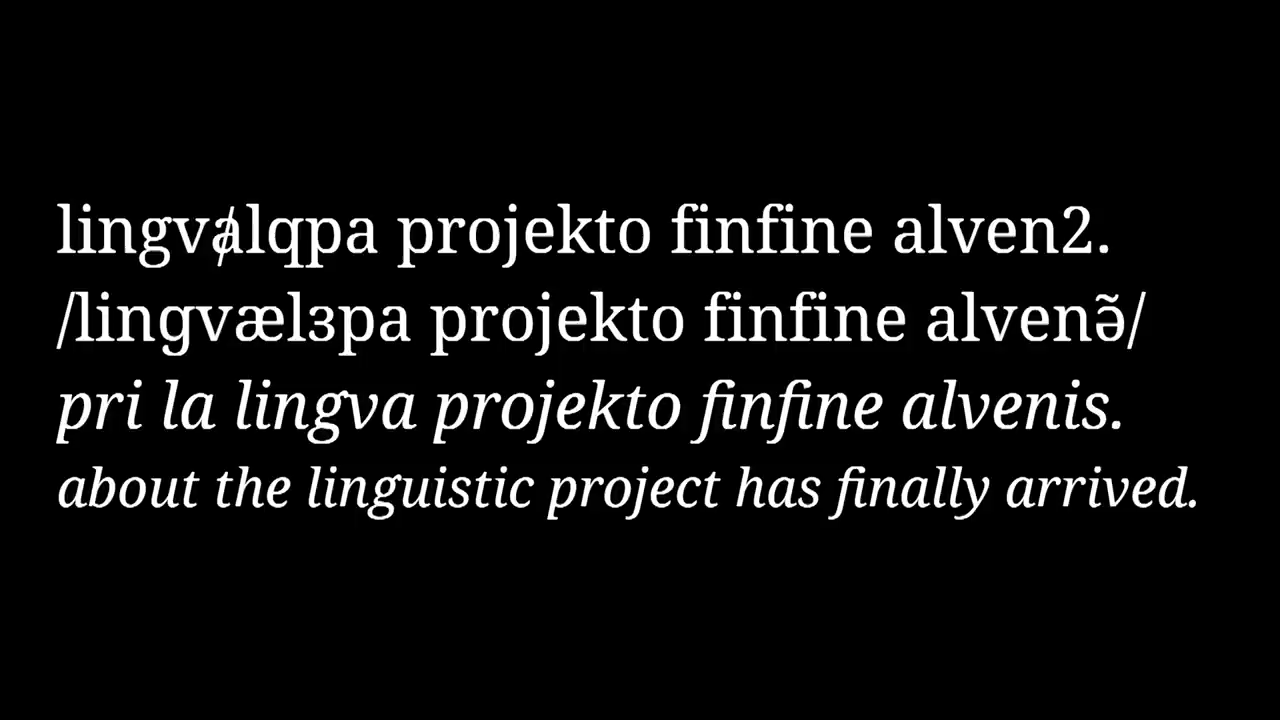 lingvⱥlqpa projekto finfine alven2.
/lingvælɜpa projekto finfine alvenə̃/
pri la lingva projekto finfine alvenis.
about the linguistic project has finally arrived.